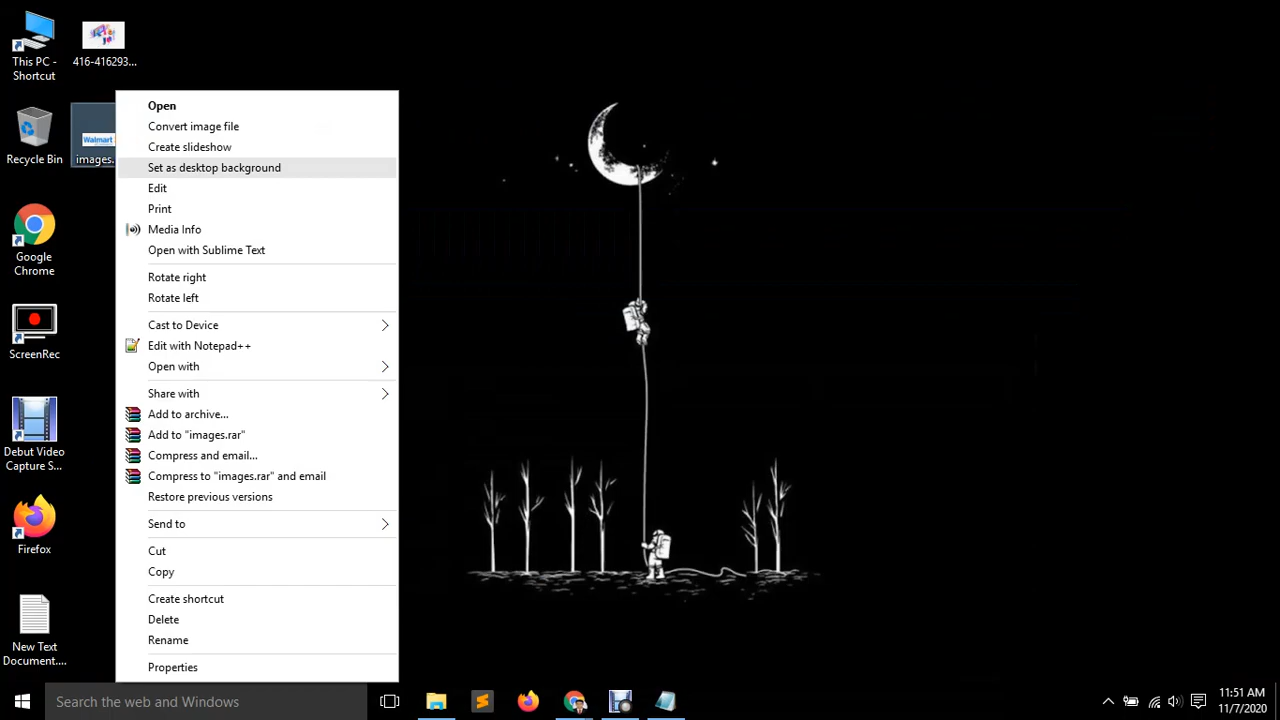 This PC -
Shortcut
416-416293...
Recycle Bin
Walmart
images.
Google
Chrome
ScreenRec
Debut Video
Capture S...
Firefox
New Text
Document....
Open
Convert image file
Create slideshow
Set as desktop background
Edit
Print
Media Info
Open with Sublime Text
Rotate right
Rotate left
Cast to Device
Edit with Notepad++
Open with
Share with
Add to archive...
Add to "images.rar"
Compress and email...
Compress to "images.rar" and email
Restore previous versions
Send to
Cut
Copy
Create shortcut
Delete
Rename
Properties
Search the web and Windows
11:51 AM
11/7/2020